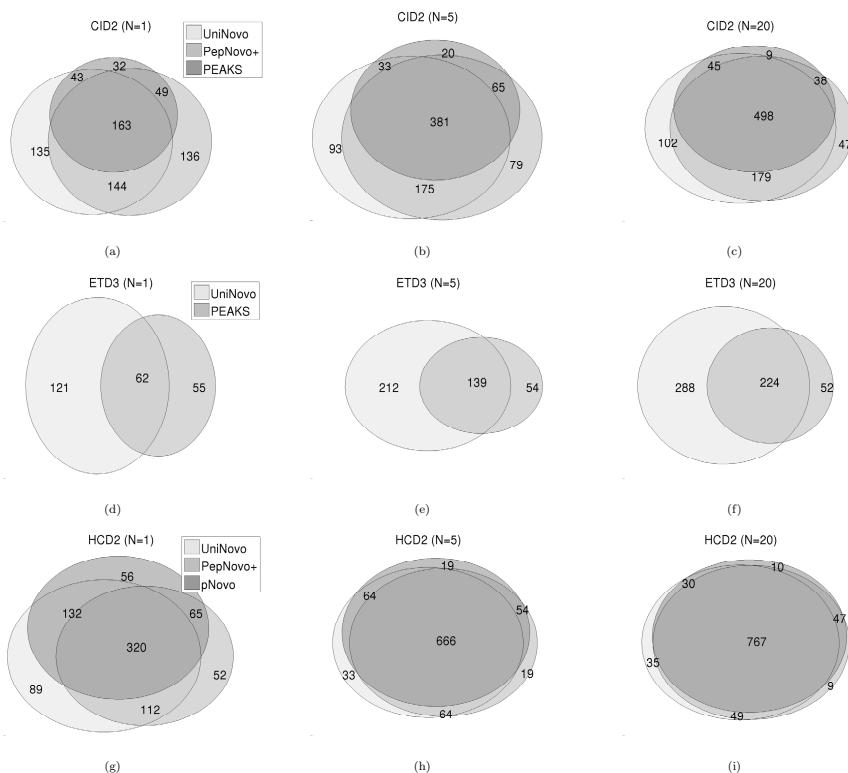 CID2 (N=1)
UniNovo
PepNovo+
PEAKS
43
32
49
163
135
136
144
(a)
CID2 (N=5)
20
33
65
381
93
79
175
(b)
CID2 (N=20)
9
45
38
498
102
47
179
(c)
ETD3 (N=1)
UniNovo
PEAKS
121
62
55
(d)
ETD3 (N=5)
212
139
54
(e)
ETD3 (N=20)
288
224
52
(f)
HCD2 (N=1)
UniNovo
PepNovo+
pNovo
56
132
65
320
89
52
112
(g)
HCD2 (N=5)
19
64
54
666
33
19
64
(h)
HCD2 (N=20)
10
30
47
767
35
9
49
(i)